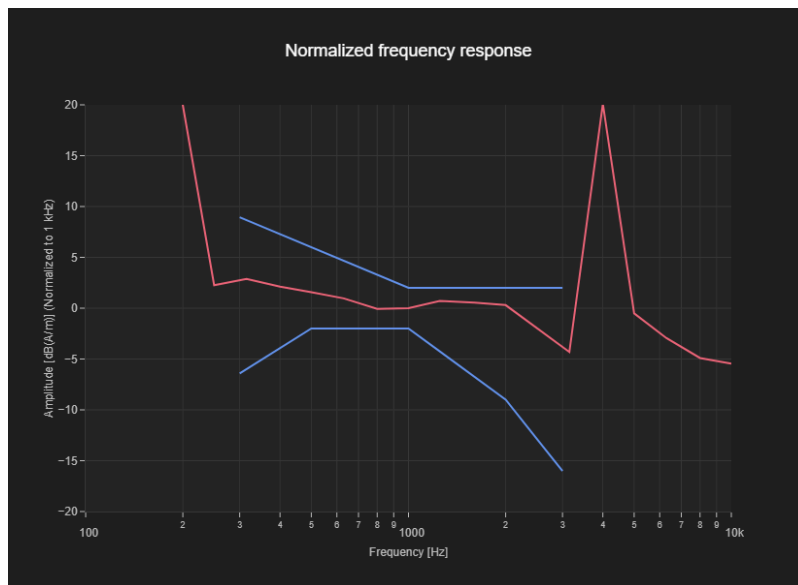 Normalized frequency response
Amplitude [dB(A/m)] (Normalized to 1 kHz)
20
15
10
5
0
−5
−10
−15
−20
100 2 3 4 5 6 7 8 9 1000 2 3 4 5 6 7 8 9 10k
Frequency [Hz]